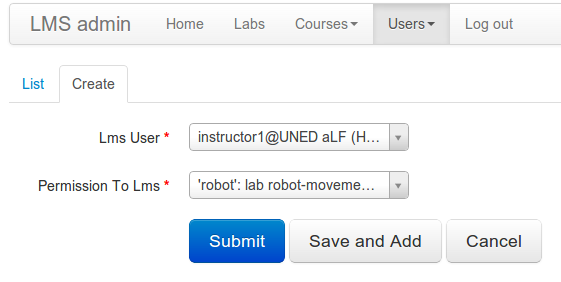 LMS admin Home Labs Courses Users Log out
List Create
Lms User * instructor1@UNED aLF (H...
Permission To Lms * 'robot': lab robot-moveme...
Submit Save and Add Cancel